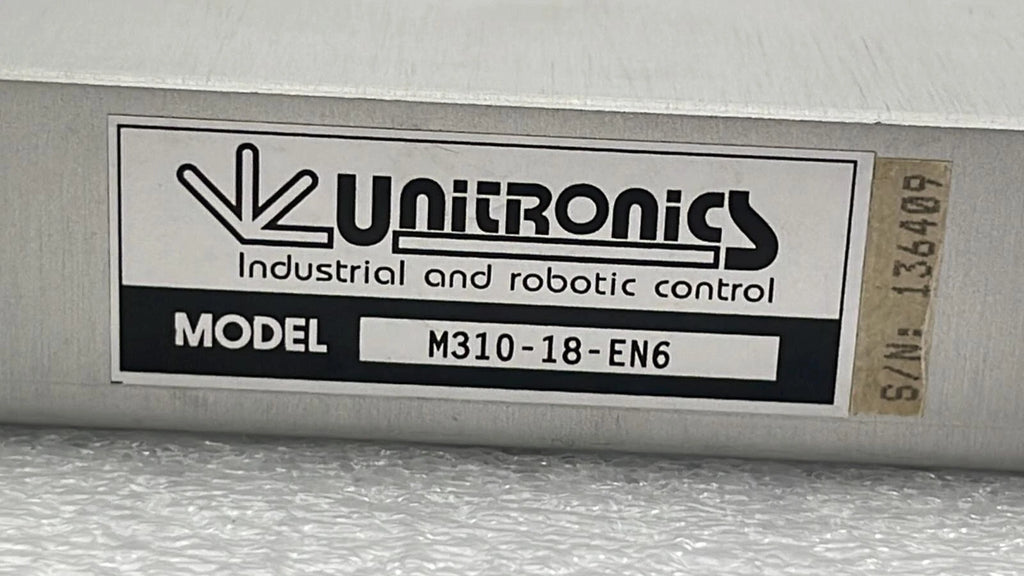 UNiTRONiCS
Industrial and robotic control
MODEL M310-18-EN6
S/N: 136409